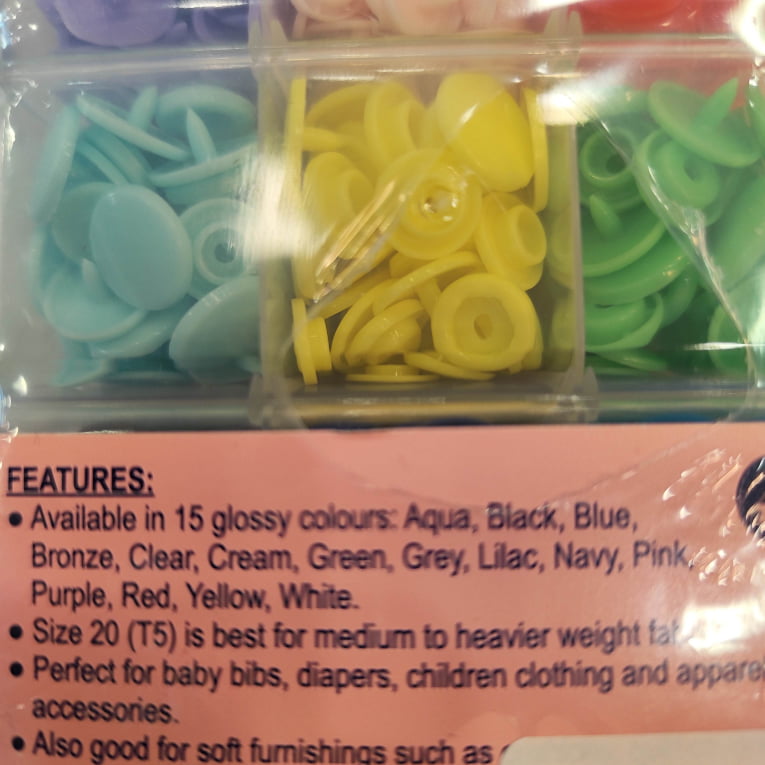 FEATURES:
• Available in 15 glossy colours: Aqua, Black, Blue,
Bronze, Clear, Cream, Green, Grey, Lilac, Navy, Pink,
Purple, Red, Yellow, White.
• Size 20 (T5) is best for medium to heavier weight
• Perfect for baby bibs, diapers, children clothing and
accessories.
• Also good for soft furnishings such as